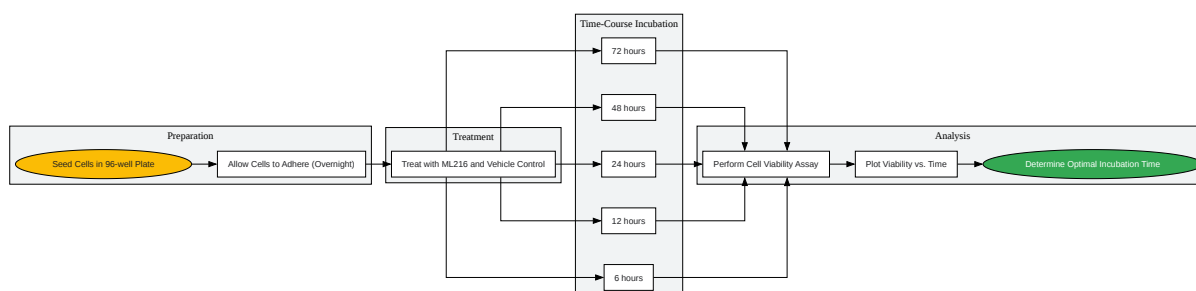 Time-Course Incubation
72 hours
48 hours
Preparation
Treatment
Analysis
Seed Cells in 96-well Plate
Allow Cells to Adhere (Overnight)
Treat with ML216 and Vehicle Control
24 hours
Perform Cell Viability Assay
Plot Viability vs. Time
Determine Optimal Incubation Time
12 hours
6 hours